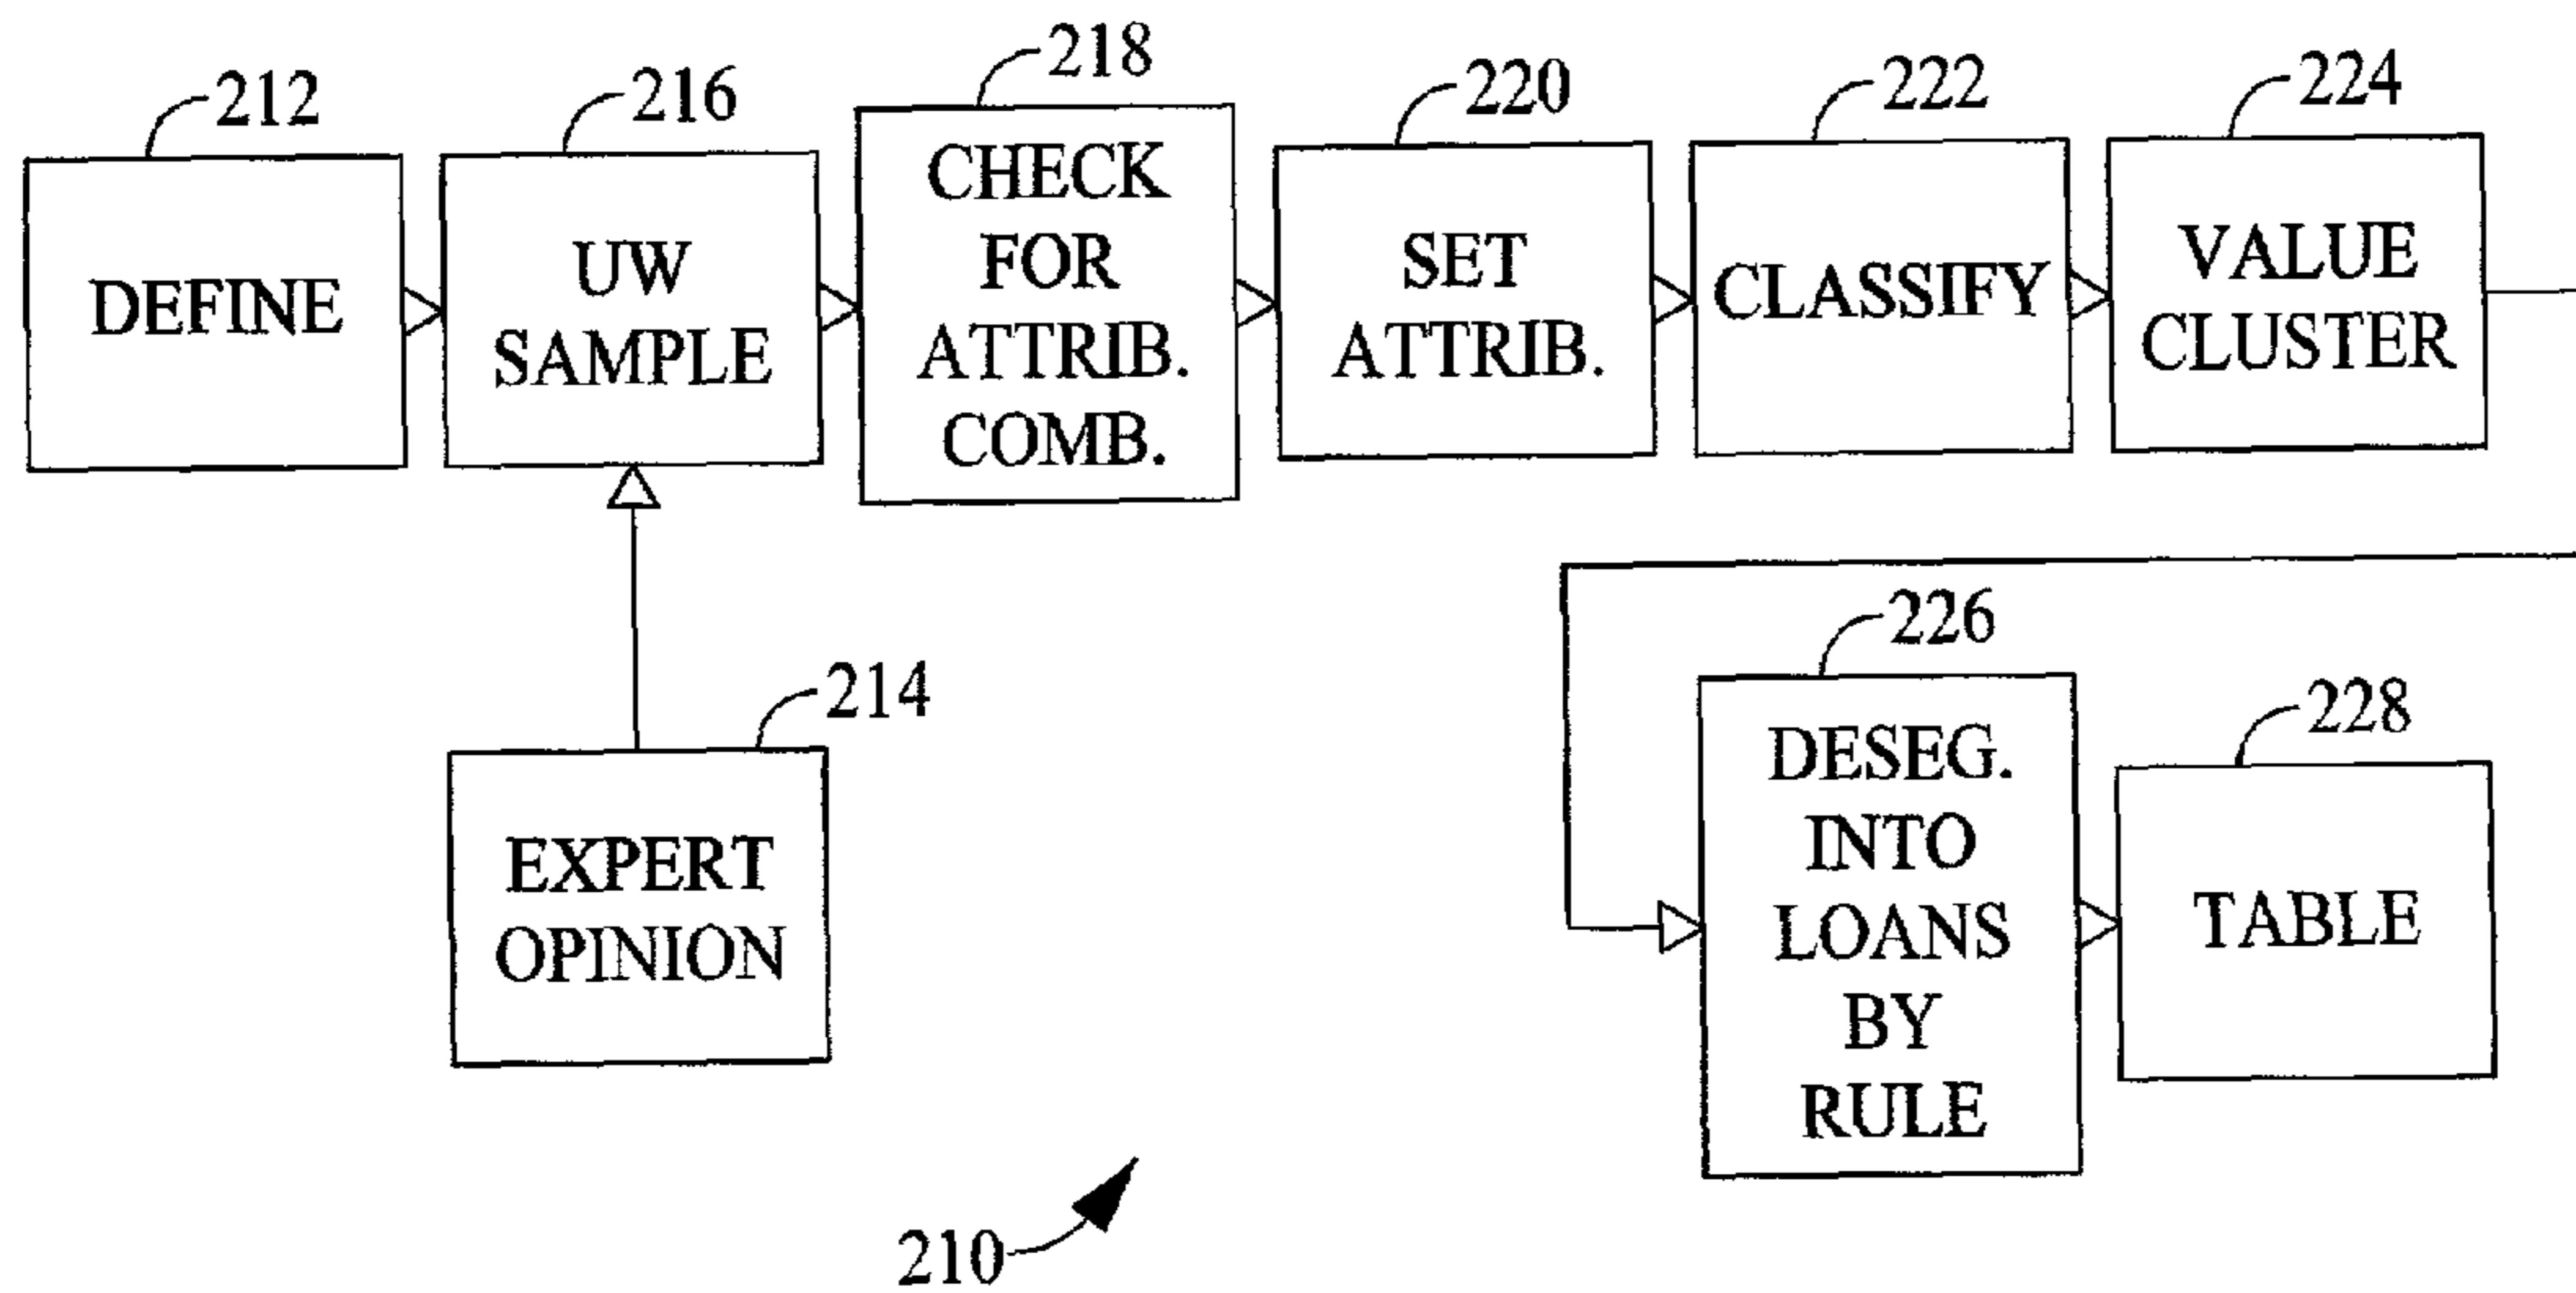 212
DEFINE
216
UW
SAMPLE
218
CHECK
FOR
ATTRIB.
COMB.
220
SET
ATTRIB.
222
CLASSIFY
224
VALUE
CLUSTER
214
EXPERT
OPINION
226
DESEG.
INTO
LOANS
BY
RULE
228
TABLE
210